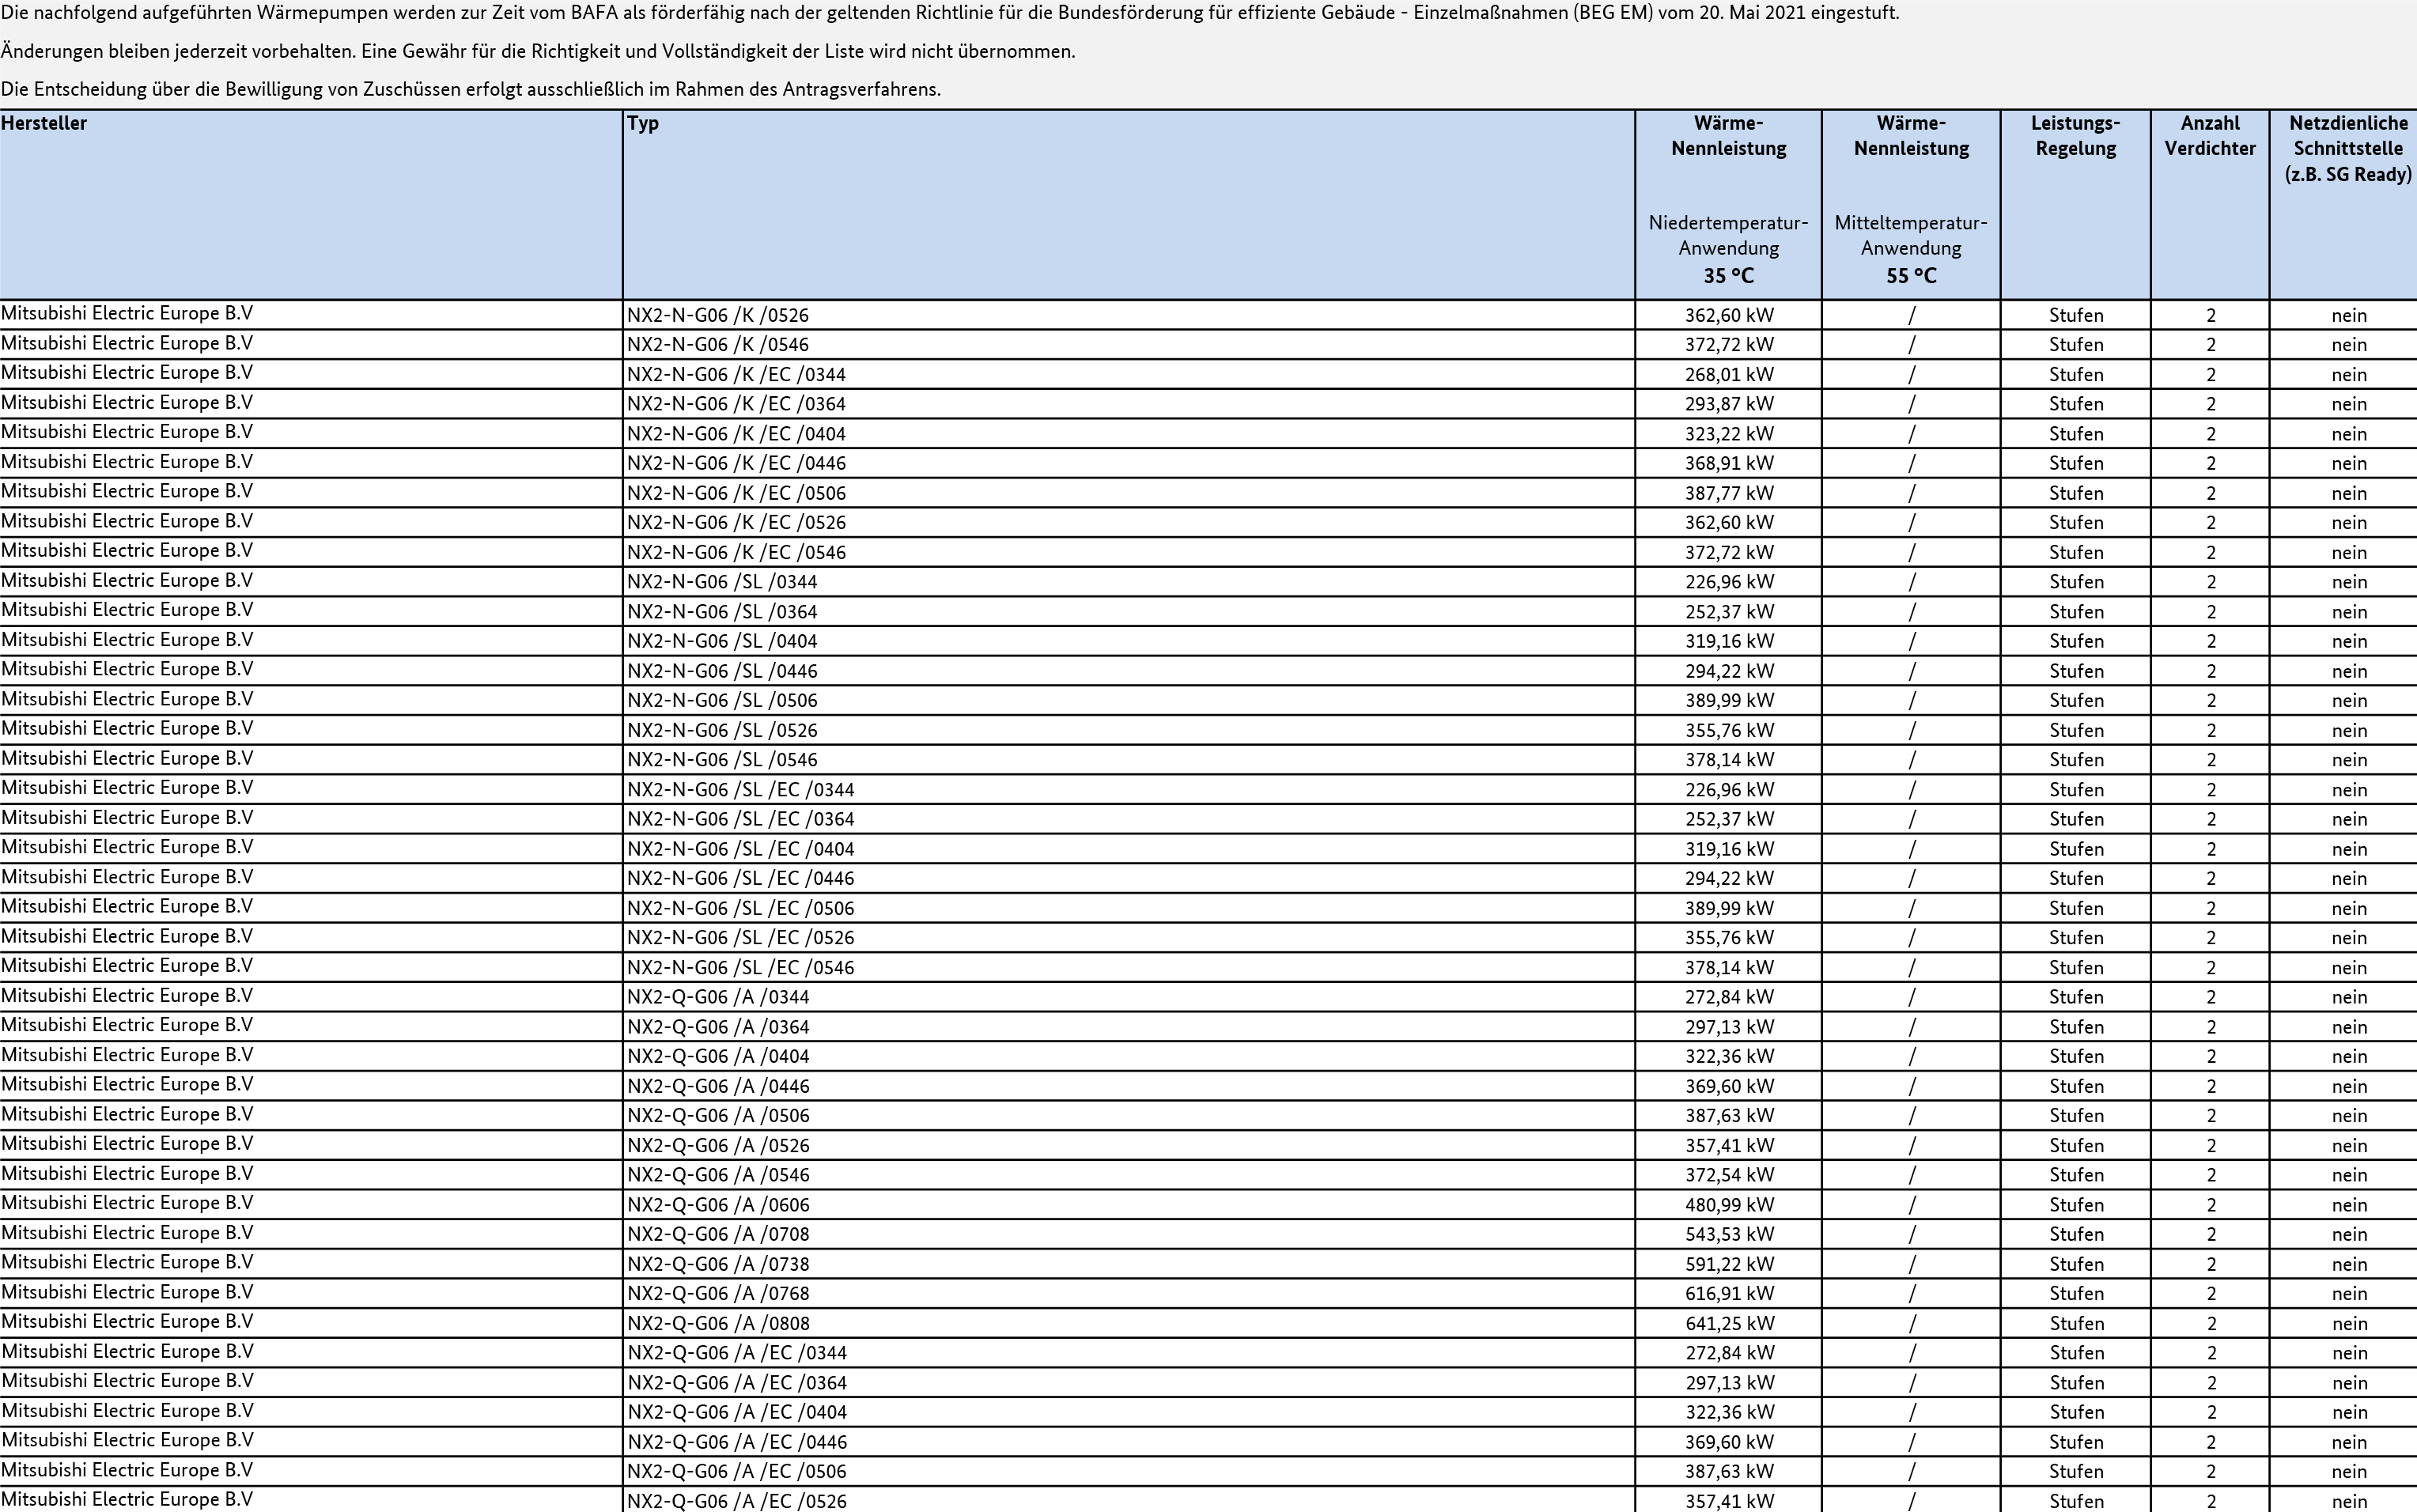 Die nachfolgend aufgeführten Wärmepumpen werden zur Zeit vom BAFA als förderfähig nach der geltenden Richtlinie für die Bundesförderung für effiziente Gebäude - Einzelmaßnahmen (BEG EM) vom 20. Mai 2021 eingestuft.
Änderungen bleiben jederzeit vorbehalten. Eine Gewähr für die Richtigkeit und Vollständigkeit der Liste wird nicht übernommen.
Die Entscheidung über die Bewilligung von Zuschüssen erfolgt ausschließlich im Rahmen des Antragsverfahrens.
Hersteller Typ Wärme- Wärme- Leistungs- Anzahl Netzdienliche
Nennleistung Nennleistung Regelung Verdichter Schnittstelle
(z.B. SG Ready)
Niedertemperatur- Mitteltemperatur-
Anwendung Anwendung
35 °C 55 °C
Mitsubishi Electric Europe B.V NX2-N-G06 /K /0526 362,60 kW / Stufen 2 nein
Mitsubishi Electric Europe B.V NX2-N-G06 /K /0546 372,72 kW / Stufen 2 nein
Mitsubishi Electric Europe B.V NX2-N-G06 /K /EC /0344 268,01 kW / Stufen 2 nein
Mitsubishi Electric Europe B.V NX2-N-G06 /K /EC /0364 293,87 kW / Stufen 2 nein
Mitsubishi Electric Europe B.V NX2-N-G06 /K /EC /0404 323,22 kW / Stufen 2 nein
Mitsubishi Electric Europe B.V NX2-N-G06 /K /EC /0446 368,91 kW / Stufen 2 nein
Mitsubishi Electric Europe B.V NX2-N-G06 /K /EC /0506 387,77 kW / Stufen 2 nein
Mitsubishi Electric Europe B.V NX2-N-G06 /K /EC /0526 362,60 kW / Stufen 2 nein
Mitsubishi Electric Europe B.V NX2-N-G06 /K /EC /0546 372,72 kW / Stufen 2 nein
Mitsubishi Electric Europe B.V NX2-N-G06 /SL /0344 226,96 kW / Stufen 2 nein
Mitsubishi Electric Europe B.V NX2-N-G06 /SL /0364 252,37 kW / Stufen 2 nein
Mitsubishi Electric Europe B.V NX2-N-G06 /SL /0404 319,16 kW / Stufen 2 nein
Mitsubishi Electric Europe B.V NX2-N-G06 /SL /0446 294,22 kW / Stufen 2 nein
Mitsubishi Electric Europe B.V NX2-N-G06 /SL /0506 389,99 kW / Stufen 2 nein
Mitsubishi Electric Europe B.V NX2-N-G06 /SL /0526 355,76 kW / Stufen 2 nein
Mitsubishi Electric Europe B.V NX2-N-G06 /SL /0546 378,14 kW / Stufen 2 nein
Mitsubishi Electric Europe B.V NX2-N-G06 /SL /EC /0344 226,96 kW / Stufen 2 nein
Mitsubishi Electric Europe B.V NX2-N-G06 /SL /EC /0364 252,37 kW / Stufen 2 nein
Mitsubishi Electric Europe B.V NX2-N-G06 /SL /EC /0404 319,16 kW / Stufen 2 nein
Mitsubishi Electric Europe B.V NX2-N-G06 /SL /EC /0446 294,22 kW / Stufen 2 nein
Mitsubishi Electric Europe B.V NX2-N-G06 /SL /EC /0506 389,99 kW / Stufen 2 nein
Mitsubishi Electric Europe B.V NX2-N-G06 /SL /EC /0526 355,76 kW / Stufen 2 nein
Mitsubishi Electric Europe B.V NX2-N-G06 /SL /EC /0546 378,14 kW / Stufen 2 nein
Mitsubishi Electric Europe B.V NX2-Q-G06 /A /0344 272,84 kW / Stufen 2 nein
Mitsubishi Electric Europe B.V NX2-Q-G06 /A /0364 297,13 kW / Stufen 2 nein
Mitsubishi Electric Europe B.V NX2-Q-G06 /A /0404 322,36 kW / Stufen 2 nein
Mitsubishi Electric Europe B.V NX2-Q-G06 /A /0446 369,60 kW / Stufen 2 nein
Mitsubishi Electric Europe B.V NX2-Q-G06 /A /0506 387,63 kW / Stufen 2 nein
Mitsubishi Electric Europe B.V NX2-Q-G06 /A /0526 357,41 kW / Stufen 2 nein
Mitsubishi Electric Europe B.V NX2-Q-G06 /A /0546 372,54 kW / Stufen 2 nein
Mitsubishi Electric Europe B.V NX2-Q-G06 /A /0606 480,99 kW / Stufen 2 nein
Mitsubishi Electric Europe B.V NX2-Q-G06 /A /0708 543,53 kW / Stufen 2 nein
Mitsubishi Electric Europe B.V NX2-Q-G06 /A /0738 591,22 kW / Stufen 2 nein
Mitsubishi Electric Europe B.V NX2-Q-G06 /A /0768 616,91 kW / Stufen 2 nein
Mitsubishi Electric Europe B.V NX2-Q-G06 /A /0808 641,25 kW / Stufen 2 nein
Mitsubishi Electric Europe B.V NX2-Q-G06 /A /EC /0344 272,84 kW / Stufen 2 nein
Mitsubishi Electric Europe B.V NX2-Q-G06 /A /EC /0364 297,13 kW / Stufen 2 nein
Mitsubishi Electric Europe B.V NX2-Q-G06 /A /EC /0404 322,36 kW / Stufen 2 nein
Mitsubishi Electric Europe B.V NX2-Q-G06 /A /EC /0446 369,60 kW / Stufen 2 nein
Mitsubishi Electric Europe B.V NX2-Q-G06 /A /EC /0506 387,63 kW / Stufen 2 nein
Mitsubishi Electric Europe B.V NX2-Q-G06 /A /EC /0526 357,41 kW / Stufen 2 nein